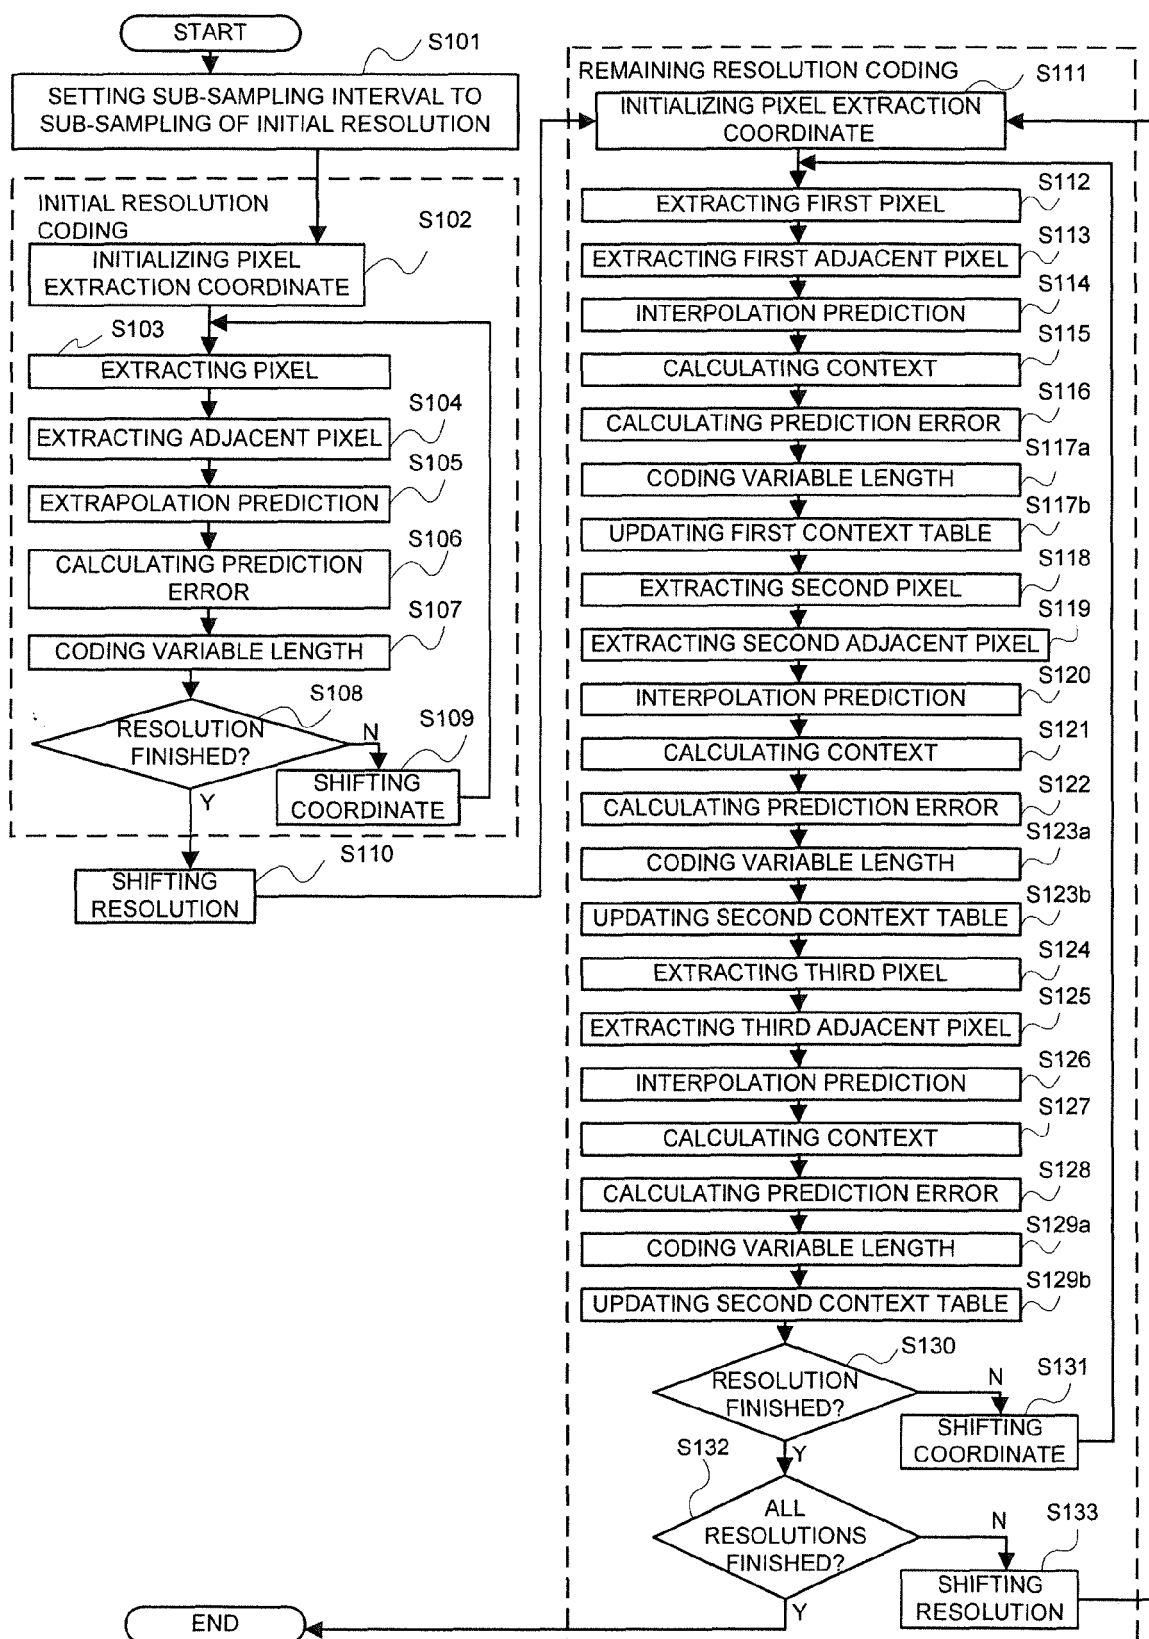 START
S101
SETTING SUB-SAMPLING INTERVAL TO
SUB-SAMPLING OF INITIAL RESOLUTION
INITIAL RESOLUTION
CODING
S102
INITIALIZING PIXEL
EXTRACTION COORDINATE
S103
EXTRACTING PIXEL
S104
EXTRACTING ADJACENT PIXEL
S105
EXTRAPOLATION PREDICTION
S106
CALCULATING PREDICTION
ERROR
S107
CODING VARIABLE LENGTH
S108
RESOLUTION
FINISHED?
N
S109
SHIFTING
COORDINATE
Y
S110
SHIFTING
RESOLUTION
REMAINING RESOLUTION CODING
S111
INITIALIZING PIXEL EXTRACTION
COORDINATE
S112
EXTRACTING FIRST PIXEL
S113
EXTRACTING FIRST ADJACENT PIXEL
S114
INTERPOLATION PREDICTION
S115
CALCULATING CONTEXT
S116
CALCULATING PREDICTION ERROR
S117a
CODING VARIABLE LENGTH
S117b
UPDATING FIRST CONTEXT TABLE
S118
EXTRACTING SECOND PIXEL
S119
EXTRACTING SECOND ADJACENT PIXEL
S120
INTERPOLATION PREDICTION
S121
CALCULATING CONTEXT
S122
CALCULATING PREDICTION ERROR
S123a
CODING VARIABLE LENGTH
S123b
UPDATING SECOND CONTEXT TABLE
S124
EXTRACTING THIRD PIXEL
S125
EXTRACTING THIRD ADJACENT PIXEL
S126
INTERPOLATION PREDICTION
S127
CALCULATING CONTEXT
S128
CALCULATING PREDICTION ERROR
S129a
CODING VARIABLE LENGTH
S129b
UPDATING SECOND CONTEXT TABLE
S130
RESOLUTION
FINISHED?
N
S131
SHIFTING
COORDINATE
Y
S132
ALL
RESOLUTIONS
FINISHED?
N
S133
SHIFTING
RESOLUTION
Y
END